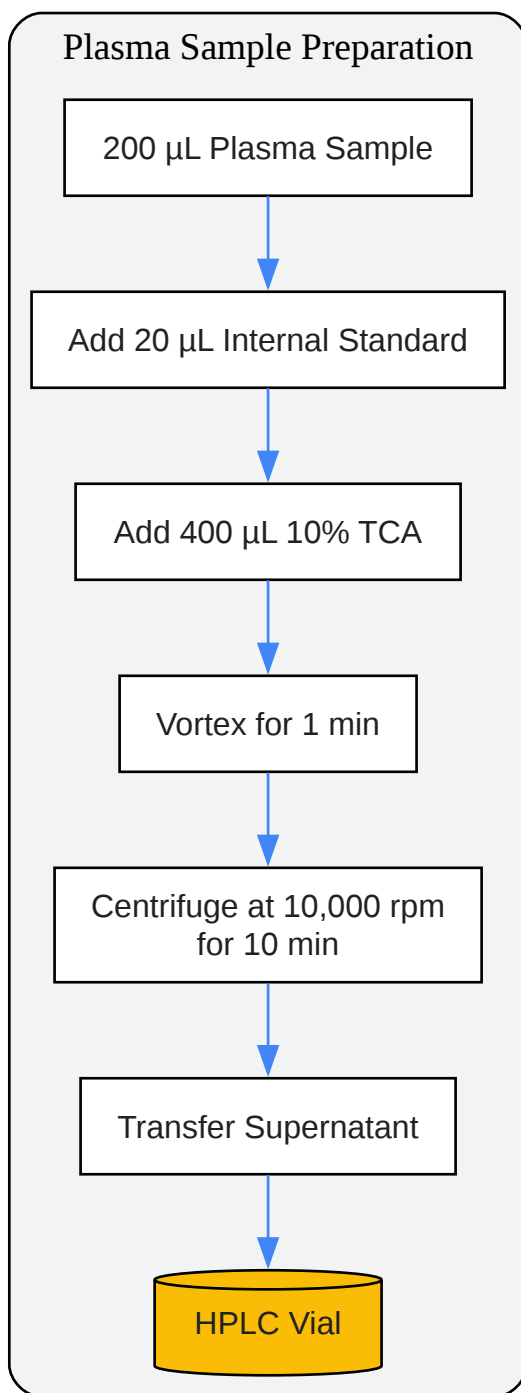 Plasma Sample Preparation
200 µL Plasma Sample
Add 20 µL Internal Standard
Add 400 µL 10% TCA
Vortex for 1 min
Centrifuge at 10,000 rpm
for 10 min
Transfer Supernatant
HPLC Vial